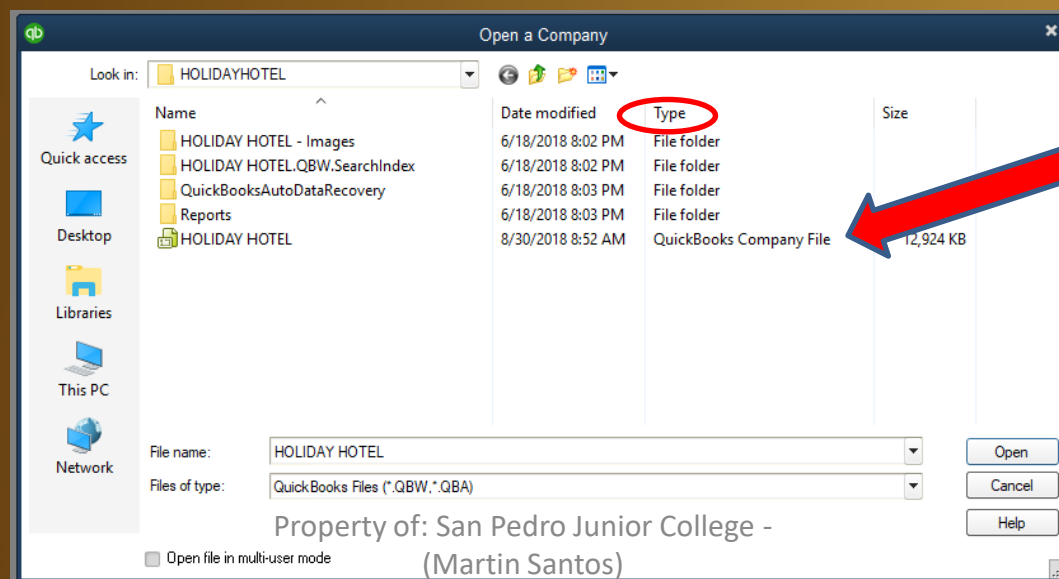 qb Open a Company ×
Look in: HOLIDAYHOTEL
Name Date modified Type Size
HOLIDAY HOTEL - Images 6/18/2018 8:02 PM File folder
HOLIDAY HOTEL.QBW.SearchIndex 6/18/2018 8:02 PM File folder
QuickBooksAutoDataRecovery 6/18/2018 8:03 PM File folder
Reports 6/18/2018 8:03 PM File folder
HOLIDAY HOTEL 8/30/2018 8:52 AM QuickBooks Company File 12,924 KB
Quick access
Desktop
Libraries
This PC
Network
File name: HOLIDAY HOTEL Open
Files of type: QuickBooks Files (*.QBW,*.QBA) Cancel
Help
Property of: San Pedro Junior College -
Open file in multi-user mode
(Martin Santos)